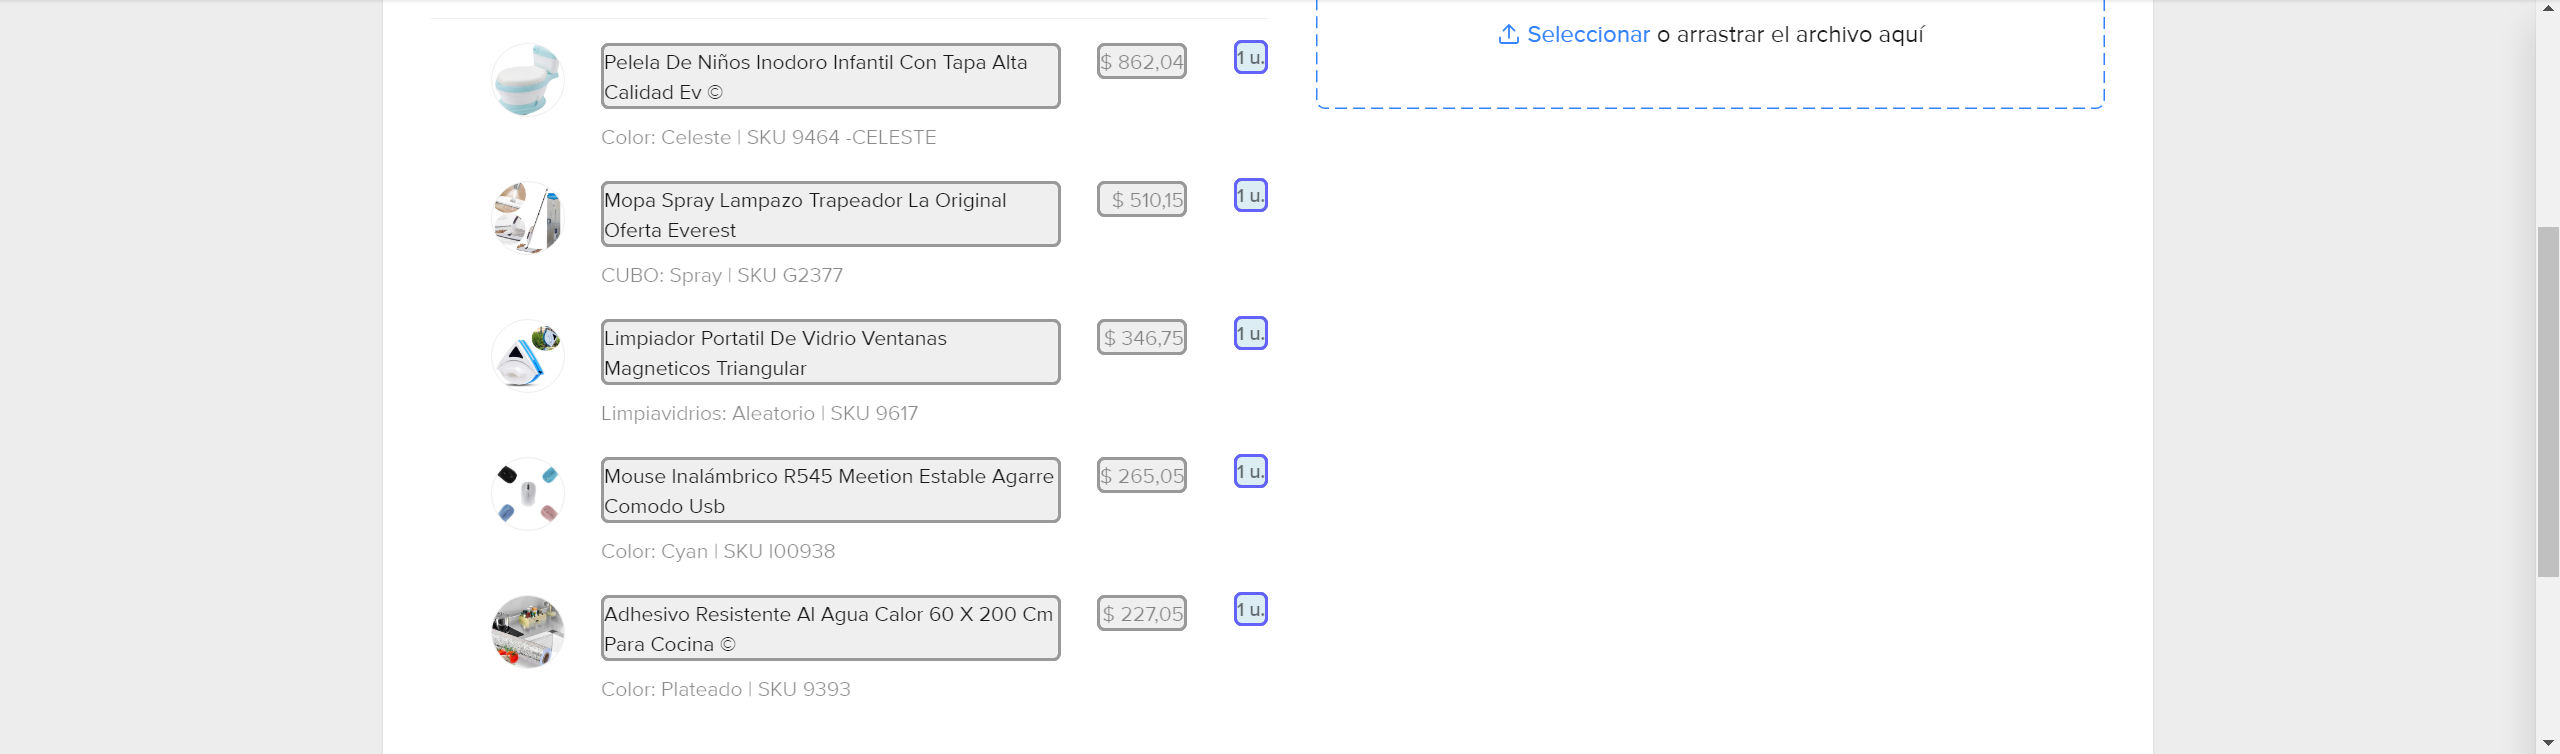 Seleccionar o arrastrar el archivo aquí
Pelela De Niños Inodoro Infantil Con Tapa Alta
Calidad Ev ©
$ 862,04
1 u.
Color: Celeste | SKU 9464 -CELESTE
Mopa Spray Lampazo Trapeador La Original
Oferta Everest
$ 510,15
1 u.
CUBO: Spray | SKU G2377
Limpiador Portatil De Vidrio Ventanas
Magneticos Triangular
$ 346,75
1 u.
Limpiavidrios: Aleatorio | SKU 9617
Mouse Inalámbrico R545 Meetion Estable Agarre
Comodo Usb
$ 265,05
1 u.
Color: Cyan | SKU I00938
Adhesivo Resistente Al Agua Calor 60 X 200 Cm
Para Cocina ©
$ 227,05
1 u.
Color: Plateado | SKU 9393